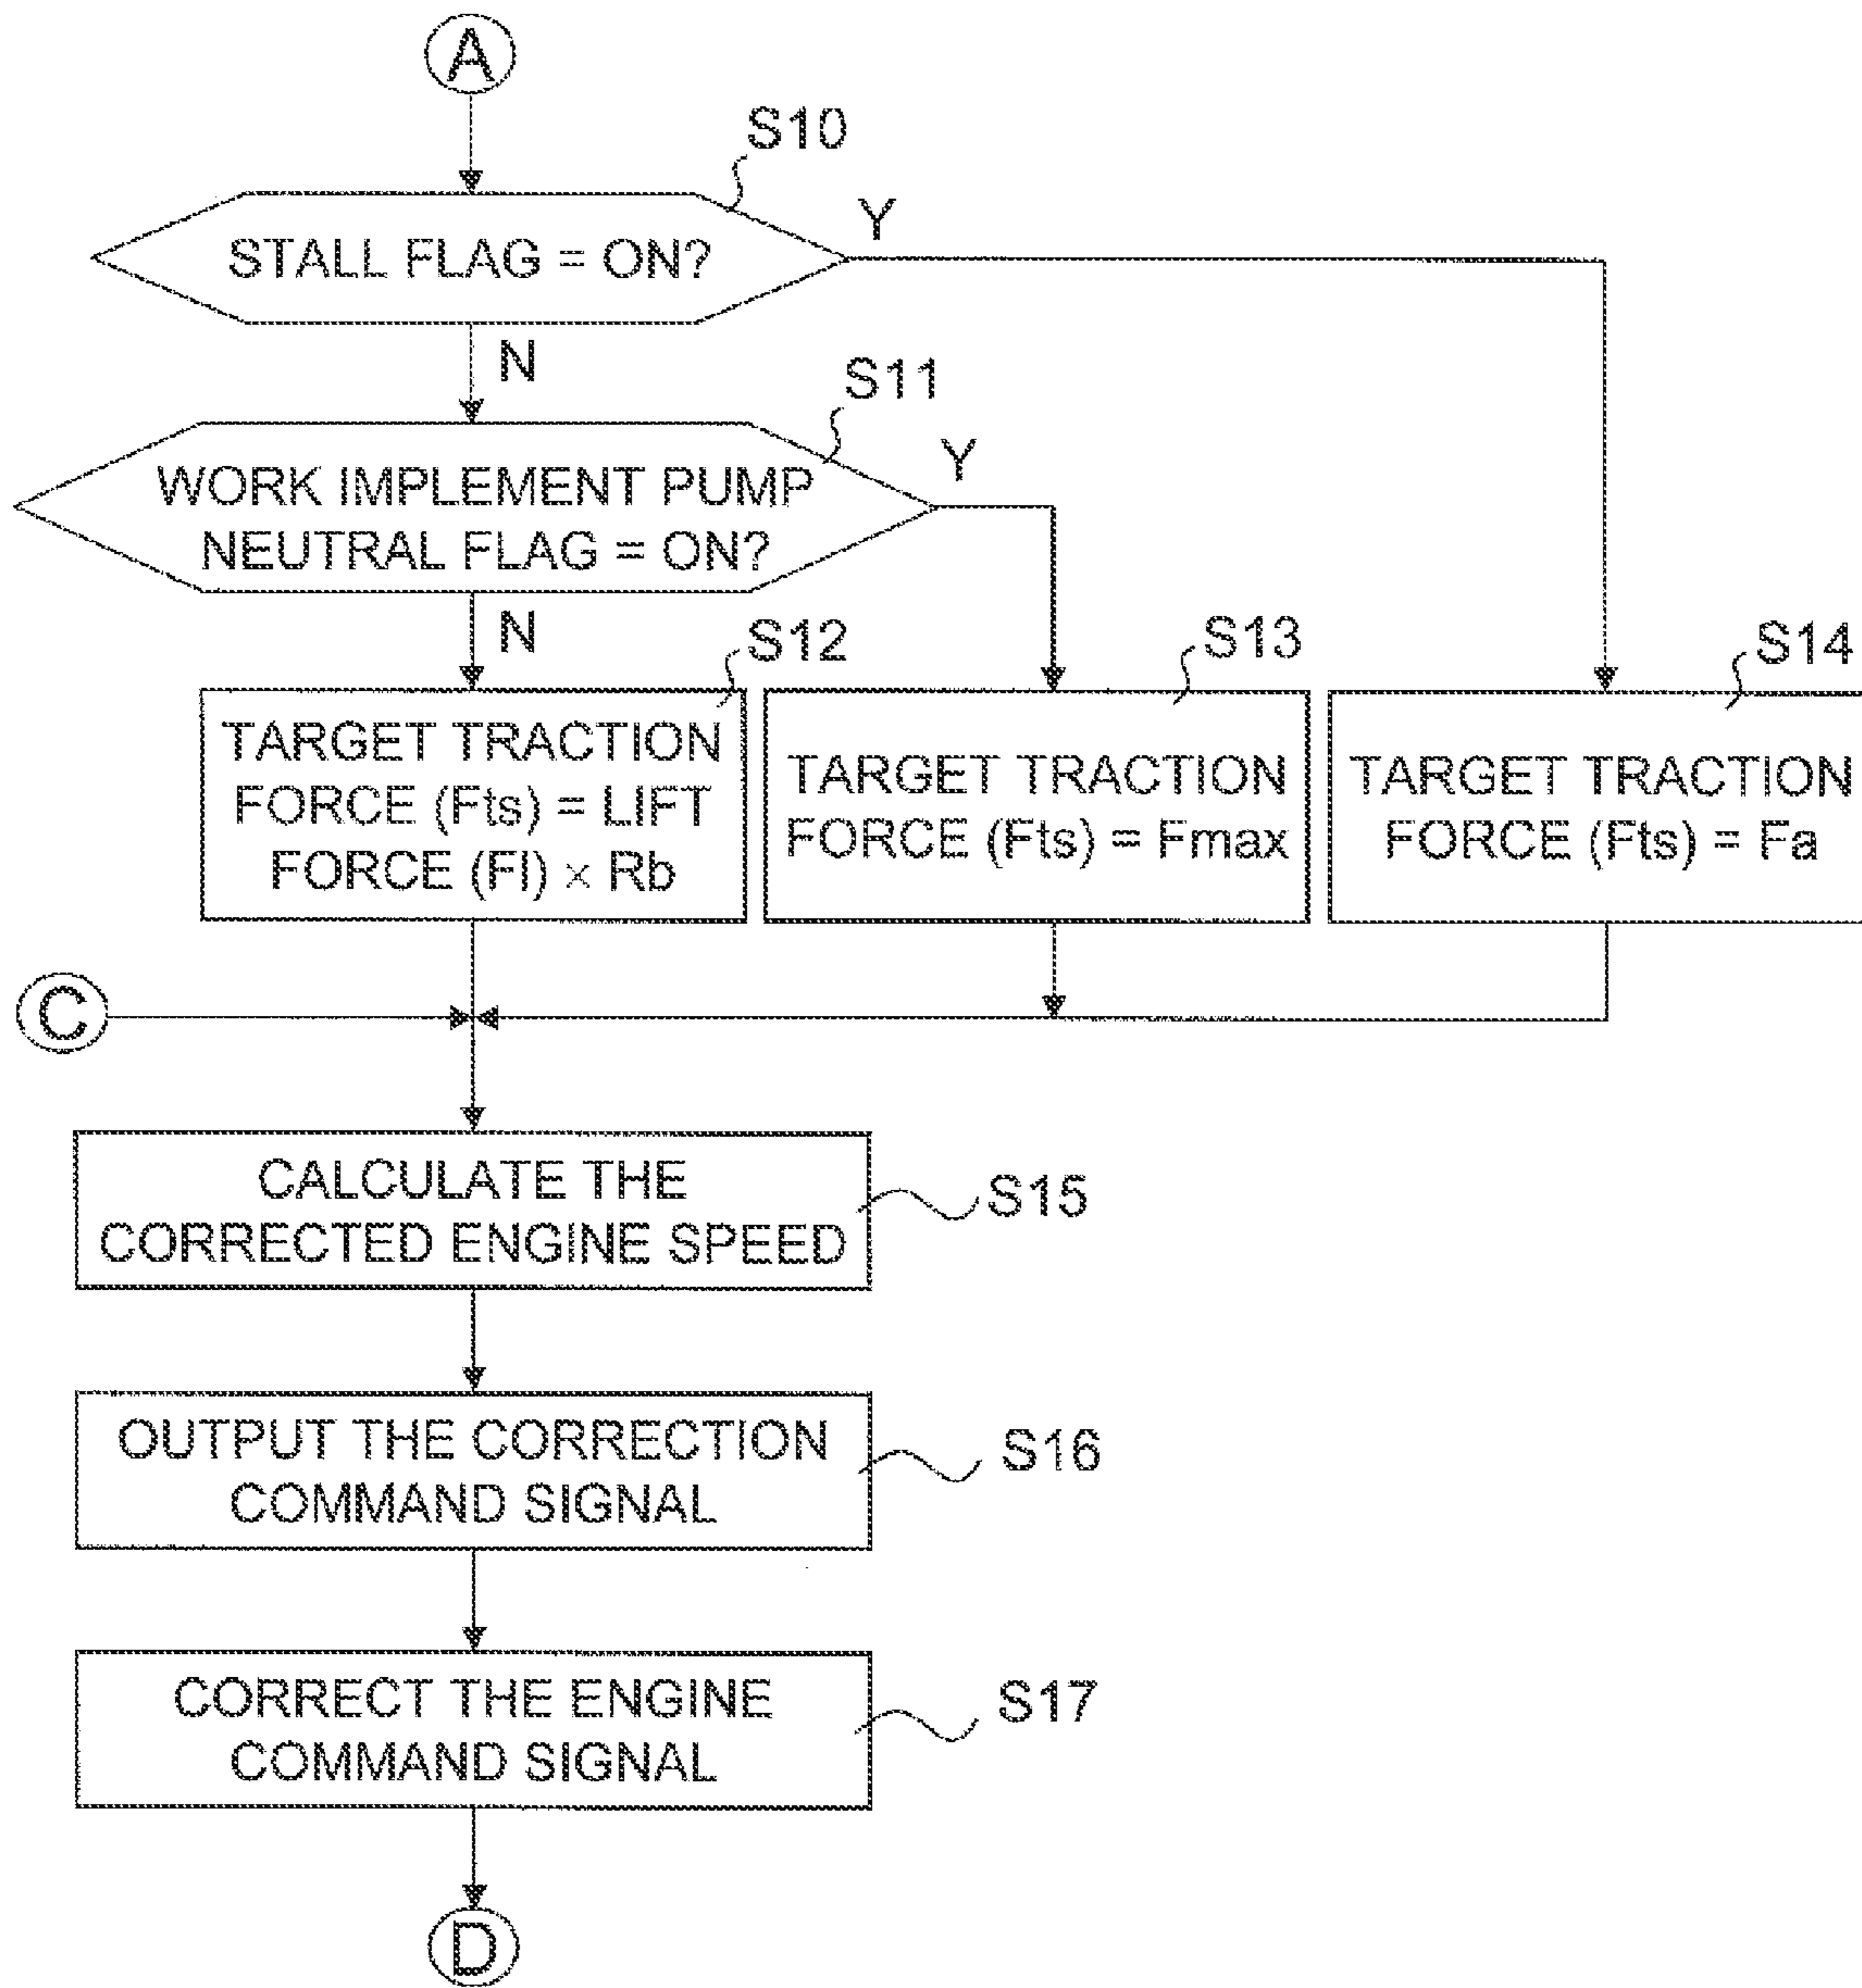 A
S10
STALL FLAG = ON?
Y
N
S11
WORK IMPLEMENT PUMP
NEUTRAL FLAG = ON?
Y
N
S12
TARGET TRACTION
FORCE (Fts) = LIFT
FORCE (Fl) × Rb
S13
TARGET TRACTION
FORCE (Fts) = Fmax
S14
TARGET TRACTION
FORCE (Fts) = Fa
C
CALCULATE THE
CORRECTED ENGINE SPEED
S15
OUTPUT THE CORRECTION
COMMAND SIGNAL
S16
CORRECT THE ENGINE
COMMAND SIGNAL
S17
D